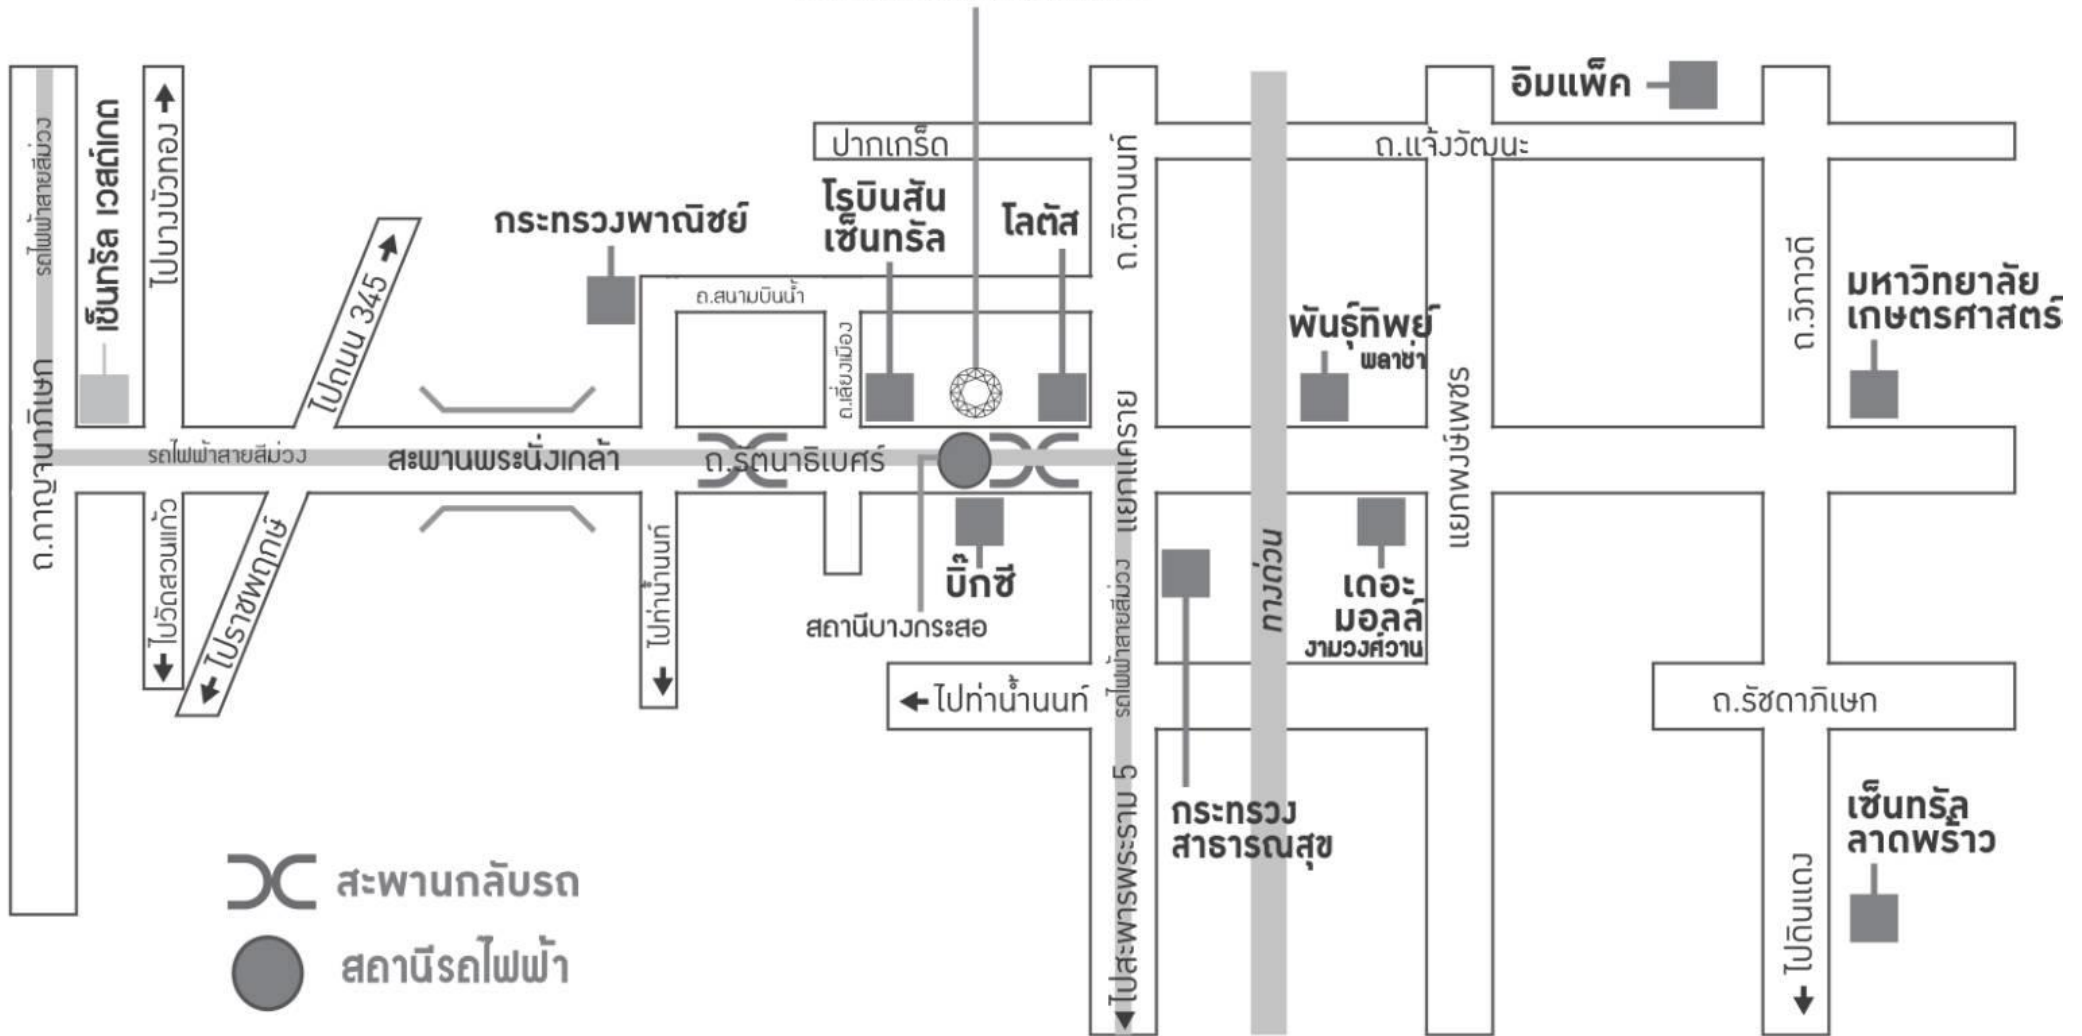 อิมแพ็ค
ปากเกร็ด
ถ.แจ้งวัฒนะ
รถไฟฟ้าสายสีม่วง
เซ็นทรัล เวสต์เกต
ไปบางบัวทอง
ถ.ติวานนท์
กระทรวงพาณิชย์
โรบินสัน
เซ็นทรัล
โลตัส
ถ.วิภาวดี
มหาวิทยาลัย
เกษตรศาสตร์
ไปถนน 345
ถ.สนามบินน้ำ
ถ.เลี่ยงเมือง
พันธุ์ทิพย์
พลาซ่า
ถ.กาญจนาภิเษก
แยกแคราย
แยกพงษ์เพชร
รถไฟฟ้าสายสีม่วง
สะพานพระนั่งเกล้า
ถ.รัตนาธิเบศร์
ไปวัดสวนแก้ว
ไปราชพฤกษ์
ไปท่าน้ำนนท์
บิ๊กซี
สถานีบางกระสอ
รถไฟฟ้าสายสีม่วง
ทางด่วน
เดอะ
มอลล์
งามวงศ์วาน
ไปท่าน้ำนนท์
ถ.รัชดาภิเษก
ไปสะพานพระราม 5
กระทรวง
สาธารณสุข
เซ็นทรัล
ลาดพร้าว
ไปดินแดง
สะพานกลับรถ
สถานีรถไฟฟ้า